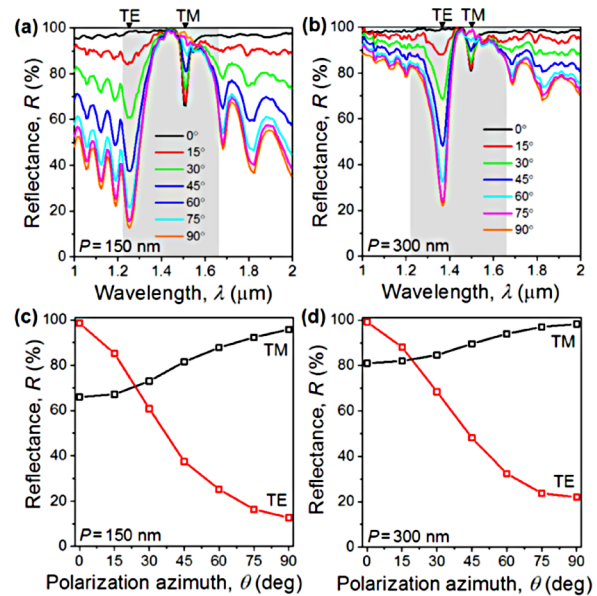 (a)
TE
TM
Reflectance, R (%)
100
80
60
40
20
0
0°
15°
30°
45°
60°
75°
90°
P = 150 nm
1
1.2
1.4
1.6
1.8
2
Wavelength, λ (μm)
(b)
TE
TM
Reflectance, R (%)
100
80
60
40
20
0
0°
15°
30°
45°
60°
75°
90°
P = 300 nm
1
1.2
1.4
1.6
1.8
2
Wavelength, λ (μm)
(c)
Reflectance, R (%)
100
80
60
40
20
0
TM
TE
P = 150 nm
0
15
30
45
60
75
90
Polarization azimuth, θ (deg)
(d)
Reflectance, R (%)
100
80
60
40
20
0
TM
TE
P = 300 nm
0
15
30
45
60
75
90
Polarization azimuth, θ (deg)